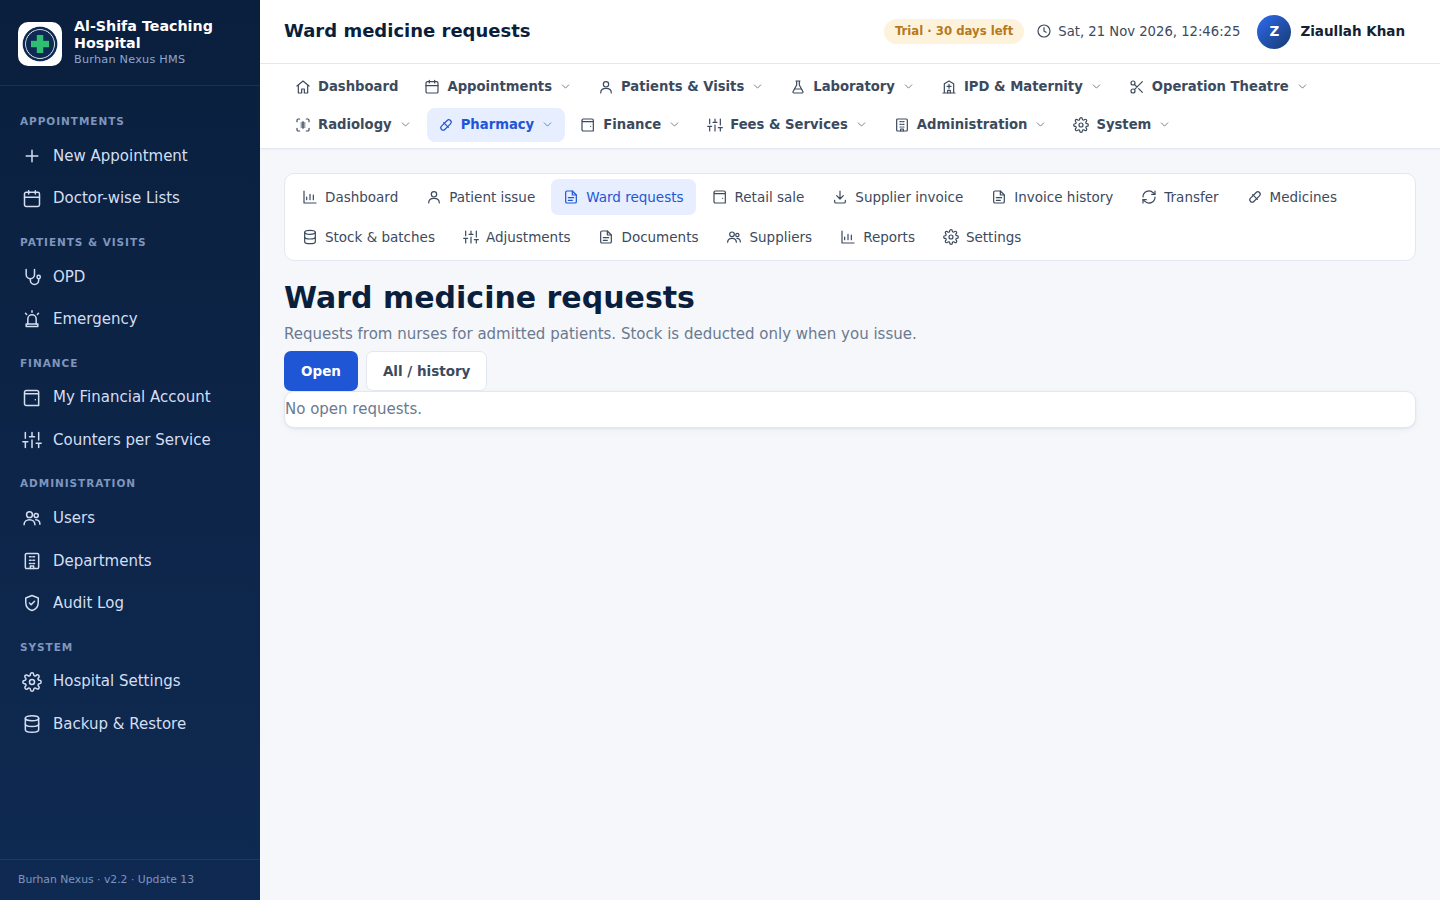 Al-Shifa Teaching
Hospital
Burhan Nexus HMS
Ward medicine requests
Trial · 30 days left
Sat, 21 Nov 2026, 12:46:25
Z
Ziaullah Khan
Dashboard
Appointments
Patients & Visits
Laboratory
IPD & Maternity
Operation Theatre
Radiology
Pharmacy
Finance
Fees & Services
Administration
System
APPOINTMENTS
New Appointment
Doctor-wise Lists
PATIENTS & VISITS
OPD
Emergency
FINANCE
My Financial Account
Counters per Service
ADMINISTRATION
Users
Departments
Audit Log
SYSTEM
Hospital Settings
Backup & Restore
Burhan Nexus · v2.2 · Update 13
Dashboard
Patient issue
Ward requests
Retail sale
Supplier invoice
Invoice history
Transfer
Medicines
Stock & batches
Adjustments
Documents
Suppliers
Reports
Settings
Ward medicine requests
Requests from nurses for admitted patients. Stock is deducted only when you issue.
Open
All / history
No open requests.